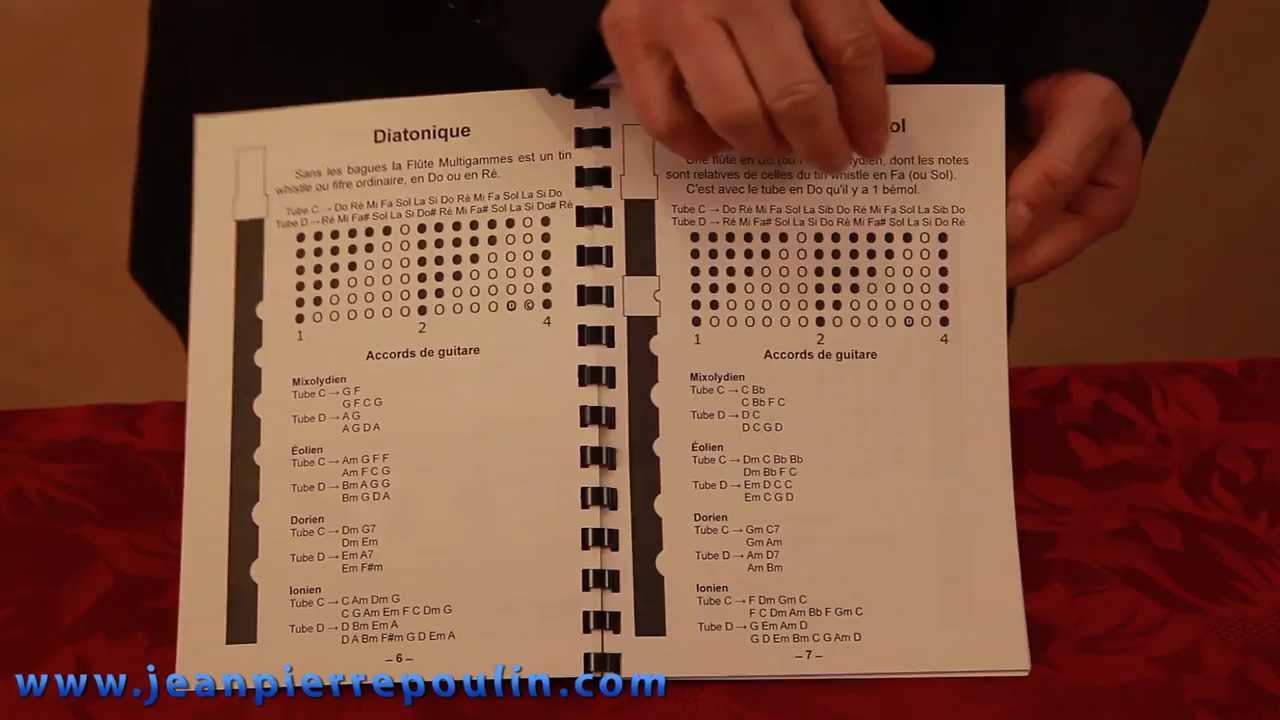 Diatonique
Sans les bagues la Flûte Multigammes est un tin
whistle ou fifre ordinaire, en Do ou en Ré.
Tube C → Do Ré Mi Fa Sol La Si Do Ré Mi Fa Sol La Si Do
Tube D → Ré Mi Fa# Sol La Si Do# Ré Mi Fa# Sol La Si Do# Ré
D C
1 2 4
Accords de guitare
Mixolydien
Tube C → G F
G F C G
Tube D → A G
A G D A
Éolien
Tube C → Am G F F
Am F C G
Tube D → Bm A G G
Bm G D A
Dorien
Tube C → Dm G7
Dm Em
Tube D → Em A7
Em F#m
Ionien
Tube C → C Am Dm G
C G Am Em F C Dm G
Tube D → D Bm Em A
D A Bm F#m G D Em A
– 6 –
ol
Une flûte en Do (ou lydien, dont les notes
sont relatives de celles du tin whistle en Fa (ou Sol).
C'est avec le tube en Do qu'il y a 1 bémol.
Tube C → Do Ré Mi Fa Sol La Sib Do Ré Mi Fa Sol La Sib Do
Tube D → Ré Mi Fa# Sol La Si Do Ré Mi Fa# Sol La Si Do Ré
D
1 2 4
Accords de guitare
Mixolydien
Tube C → C Bb
C Bb F C
Tube D → D C
D C G D
Éolien
Tube C → Dm C Bb Bb
Dm Bb F C
Tube D → Em D C C
Em C G D
Dorien
Tube C → Gm C7
Gm Am
Tube D → Am D7
Am Bm
Ionien
Tube C → F Dm Gm C
F C Dm Am Bb F Gm C
Tube D → G Em Am D
G D Em Bm C G Am D
– 7 –
www.jeanpierrepoulin.com